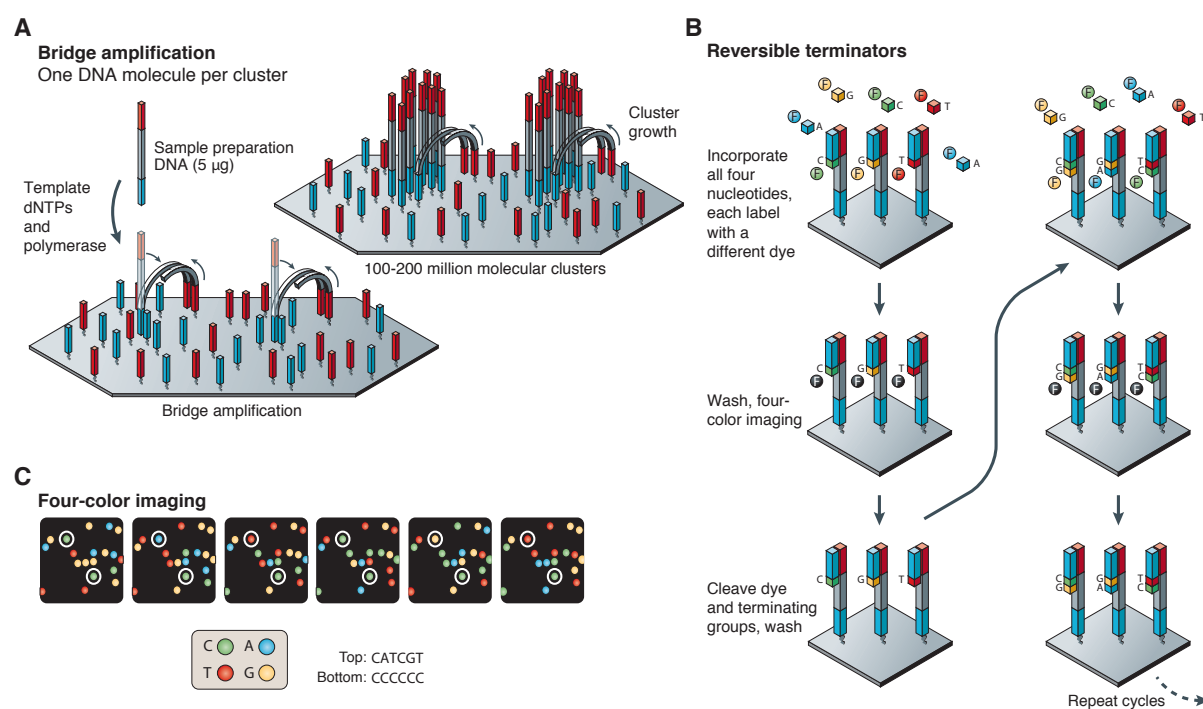 A
Bridge amplification
One DNA molecule per cluster
Sample preparation
DNA (5 µg)
Template
dNTPs
and
polymerase
Cluster
growth
100-200 million molecular clusters
Bridge amplification
B
Reversible terminators
Incorporate
all four
nucleotides,
each label
with a
different dye
F G
F C
F T
F A
F A
C G T
F F F
F G
F C
F A
F T
C G T
G A C
F F F
Wash, four-
color imaging
C G T
F F F
C G T
G A C
F F F
Cleave dye
and terminating
groups, wash
C G T
C G T
G A C
Repeat cycles
C
Four-color imaging
C A
T G
Top: CATCGT
Bottom: CCCCCC